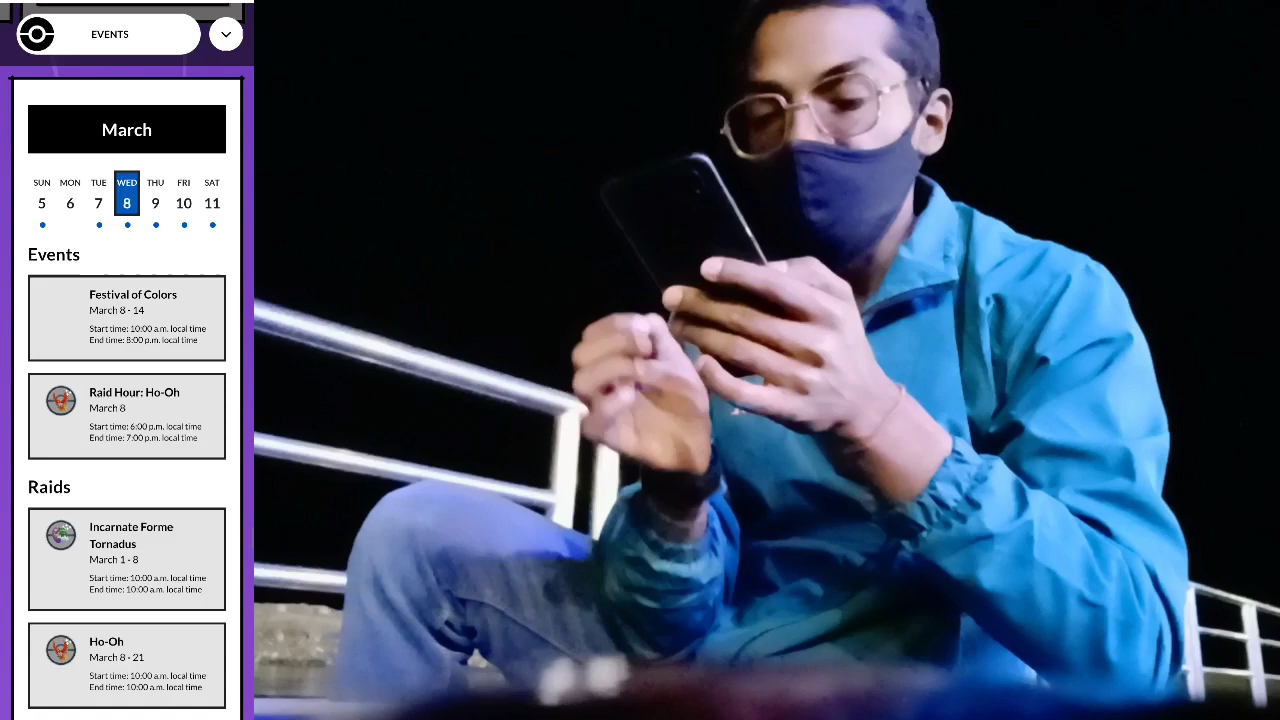 EVENTS
March
SUN MON TUE WED THU FRI SAT
5 6 7 8 9 10 11
Events
Festival of Colors
March 8 - 14
Start time: 10:00 a.m. local time
End time: 8:00 p.m. local time
Raid Hour: Ho-Oh
March 8
Start time: 6:00 p.m. local time
End time: 7:00 p.m. local time
Raids
Incarnate Forme
Tornadus
March 1 - 8
Start time: 10:00 a.m. local time
End time: 10:00 a.m. local time
Ho-Oh
March 8 - 21
Start time: 10:00 a.m. local time
End time: 10:00 a.m. local time